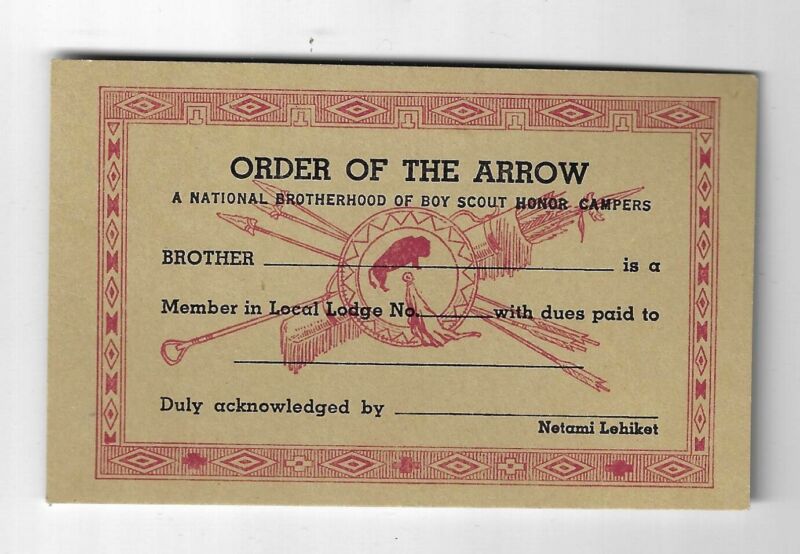 ORDER OF THE ARROW
A NATIONAL BROTHERHOOD OF BOY SCOUT HONOR CAMPERS
BROTHER is a
Member in Local Lodge No. with dues paid to
Duly acknowledged by
Netami Lehiket